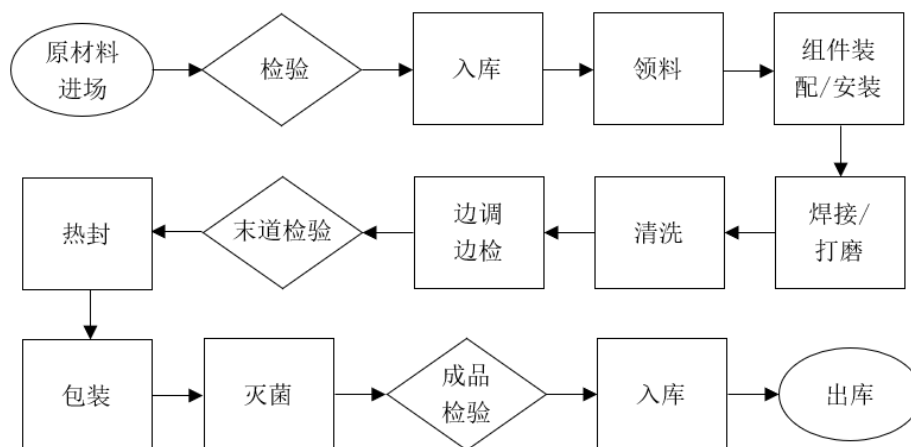 原材料
进场
检验
入库
领料
组件装
配/安装
焊接/
打磨
清洗
边调
边检
末道检验
热封
包装
灭菌
成品
检验
入库
出库